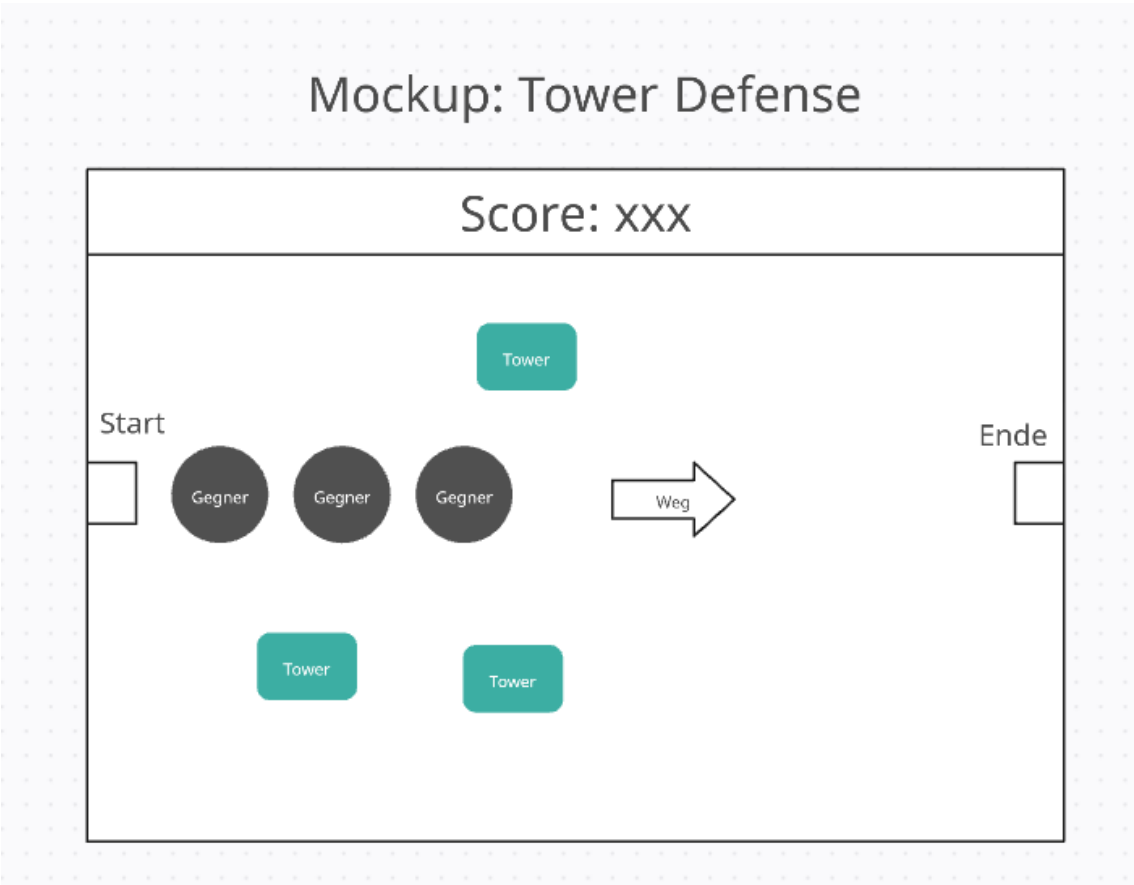 Mockup: Tower Defense
Score: xxx
Tower
Start
Ende
Gegner
Gegner
Gegner
Weg
Tower
Tower